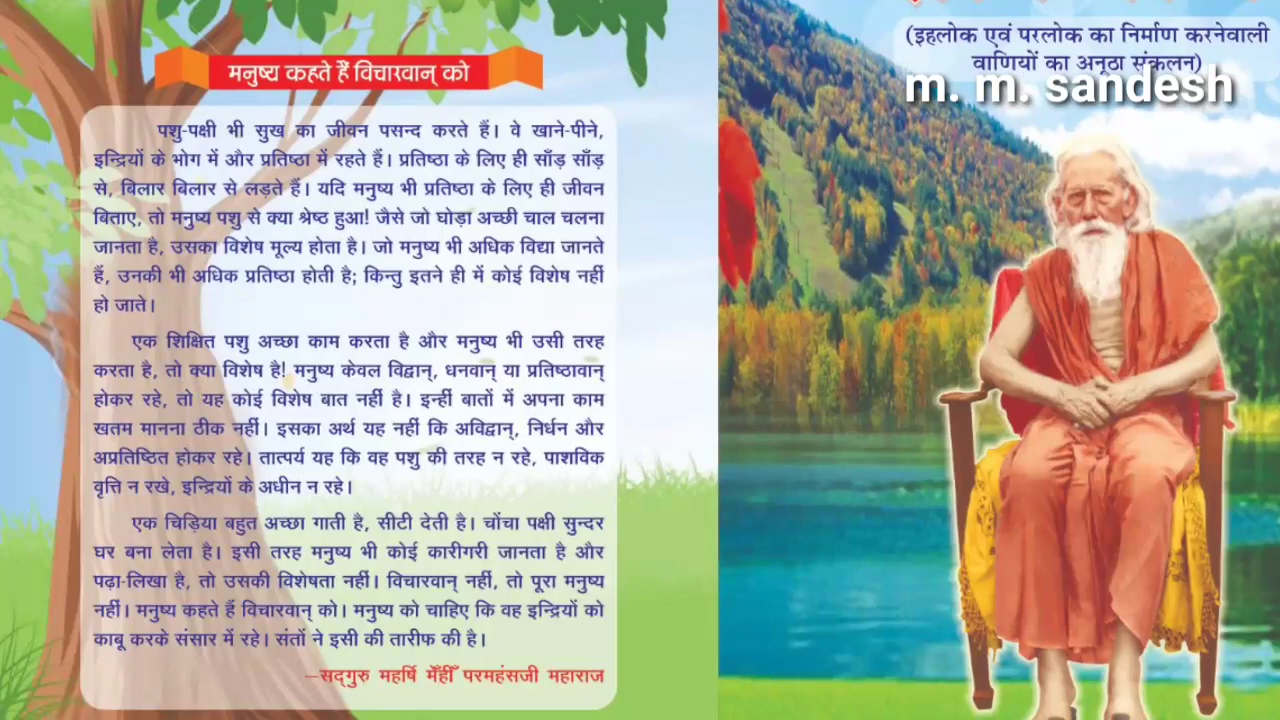 मनुष्य कहते हैं विचारवान् को
पशु-पक्षी भी सुख का जीवन पसन्द करते हैं। वे खाने-पीने,
इन्द्रियों के भोग में और प्रतिष्ठा में रहते हैं। प्रतिष्ठा के लिए ही साँड़ साँड़
से, बिलार बिलार से लड़ते हैं। यदि मनुष्य भी प्रतिष्ठा के लिए ही जीवन
बिताए, तो मनुष्य पशु से क्या श्रेष्ठ हुआ! जैसे जो घोड़ा अच्छी चाल चलना
जानता है, उसका विशेष मूल्य होता है। जो मनुष्य भी अधिक विद्या जानते
हैं, उनकी भी अधिक प्रतिष्ठा होती है; किन्तु इतने ही में कोई विशेष नहीं
हो जाते।
एक शिक्षित पशु अच्छा काम करता है और मनुष्य भी उसी तरह
करता है, तो क्या विशेष है! मनुष्य केवल विद्वान्, धनवान् या प्रतिष्ठावान्
होकर रहे, तो यह कोई विशेष बात नहीं है। इन्हीं बातों में अपना काम
खतम मानना ठीक नहीं। इसका अर्थ यह नहीं कि अविद्वान्, निर्धन और
अप्रतिष्ठित होकर रहे। तात्पर्य यह कि वह पशु की तरह न रहे, पाशविक
वृत्ति न रखे, इन्द्रियों के अधीन न रहे।
एक चिड़िया बहुत अच्छा गाती है, सीटी देती है। चोंचा पक्षी सुन्दर
घर बना लेता है। इसी तरह मनुष्य भी कोई कारीगरी जानता है और
पढ़ा-लिखा है, तो उसकी विशेषता नहीं। विचारवान् नहीं, तो पूरा मनुष्य
नहीं। मनुष्य कहते हैं विचारवान् को। मनुष्य को चाहिए कि वह इन्द्रियों को
काबू करके संसार में रहे। संतों ने इसी की तारीफ की है।
–सद्गुरु महर्षि मेँहीँ परमहंसजी महाराज
(इहलोक एवं परलोक का निर्माण करनेवाली
वाणियों का अनूठा संकलन)
m. m. sandesh